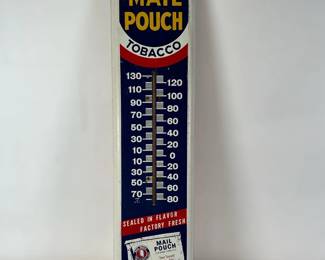 MAIL
POUCH
TOBACCO
130 120
110 100
90 80
70 60
50 40
30 20
10 0
10 20
30 40
50 60
70 80
SEALED IN FLAVOR
FACTORY FRESH
MAIL
POUCH